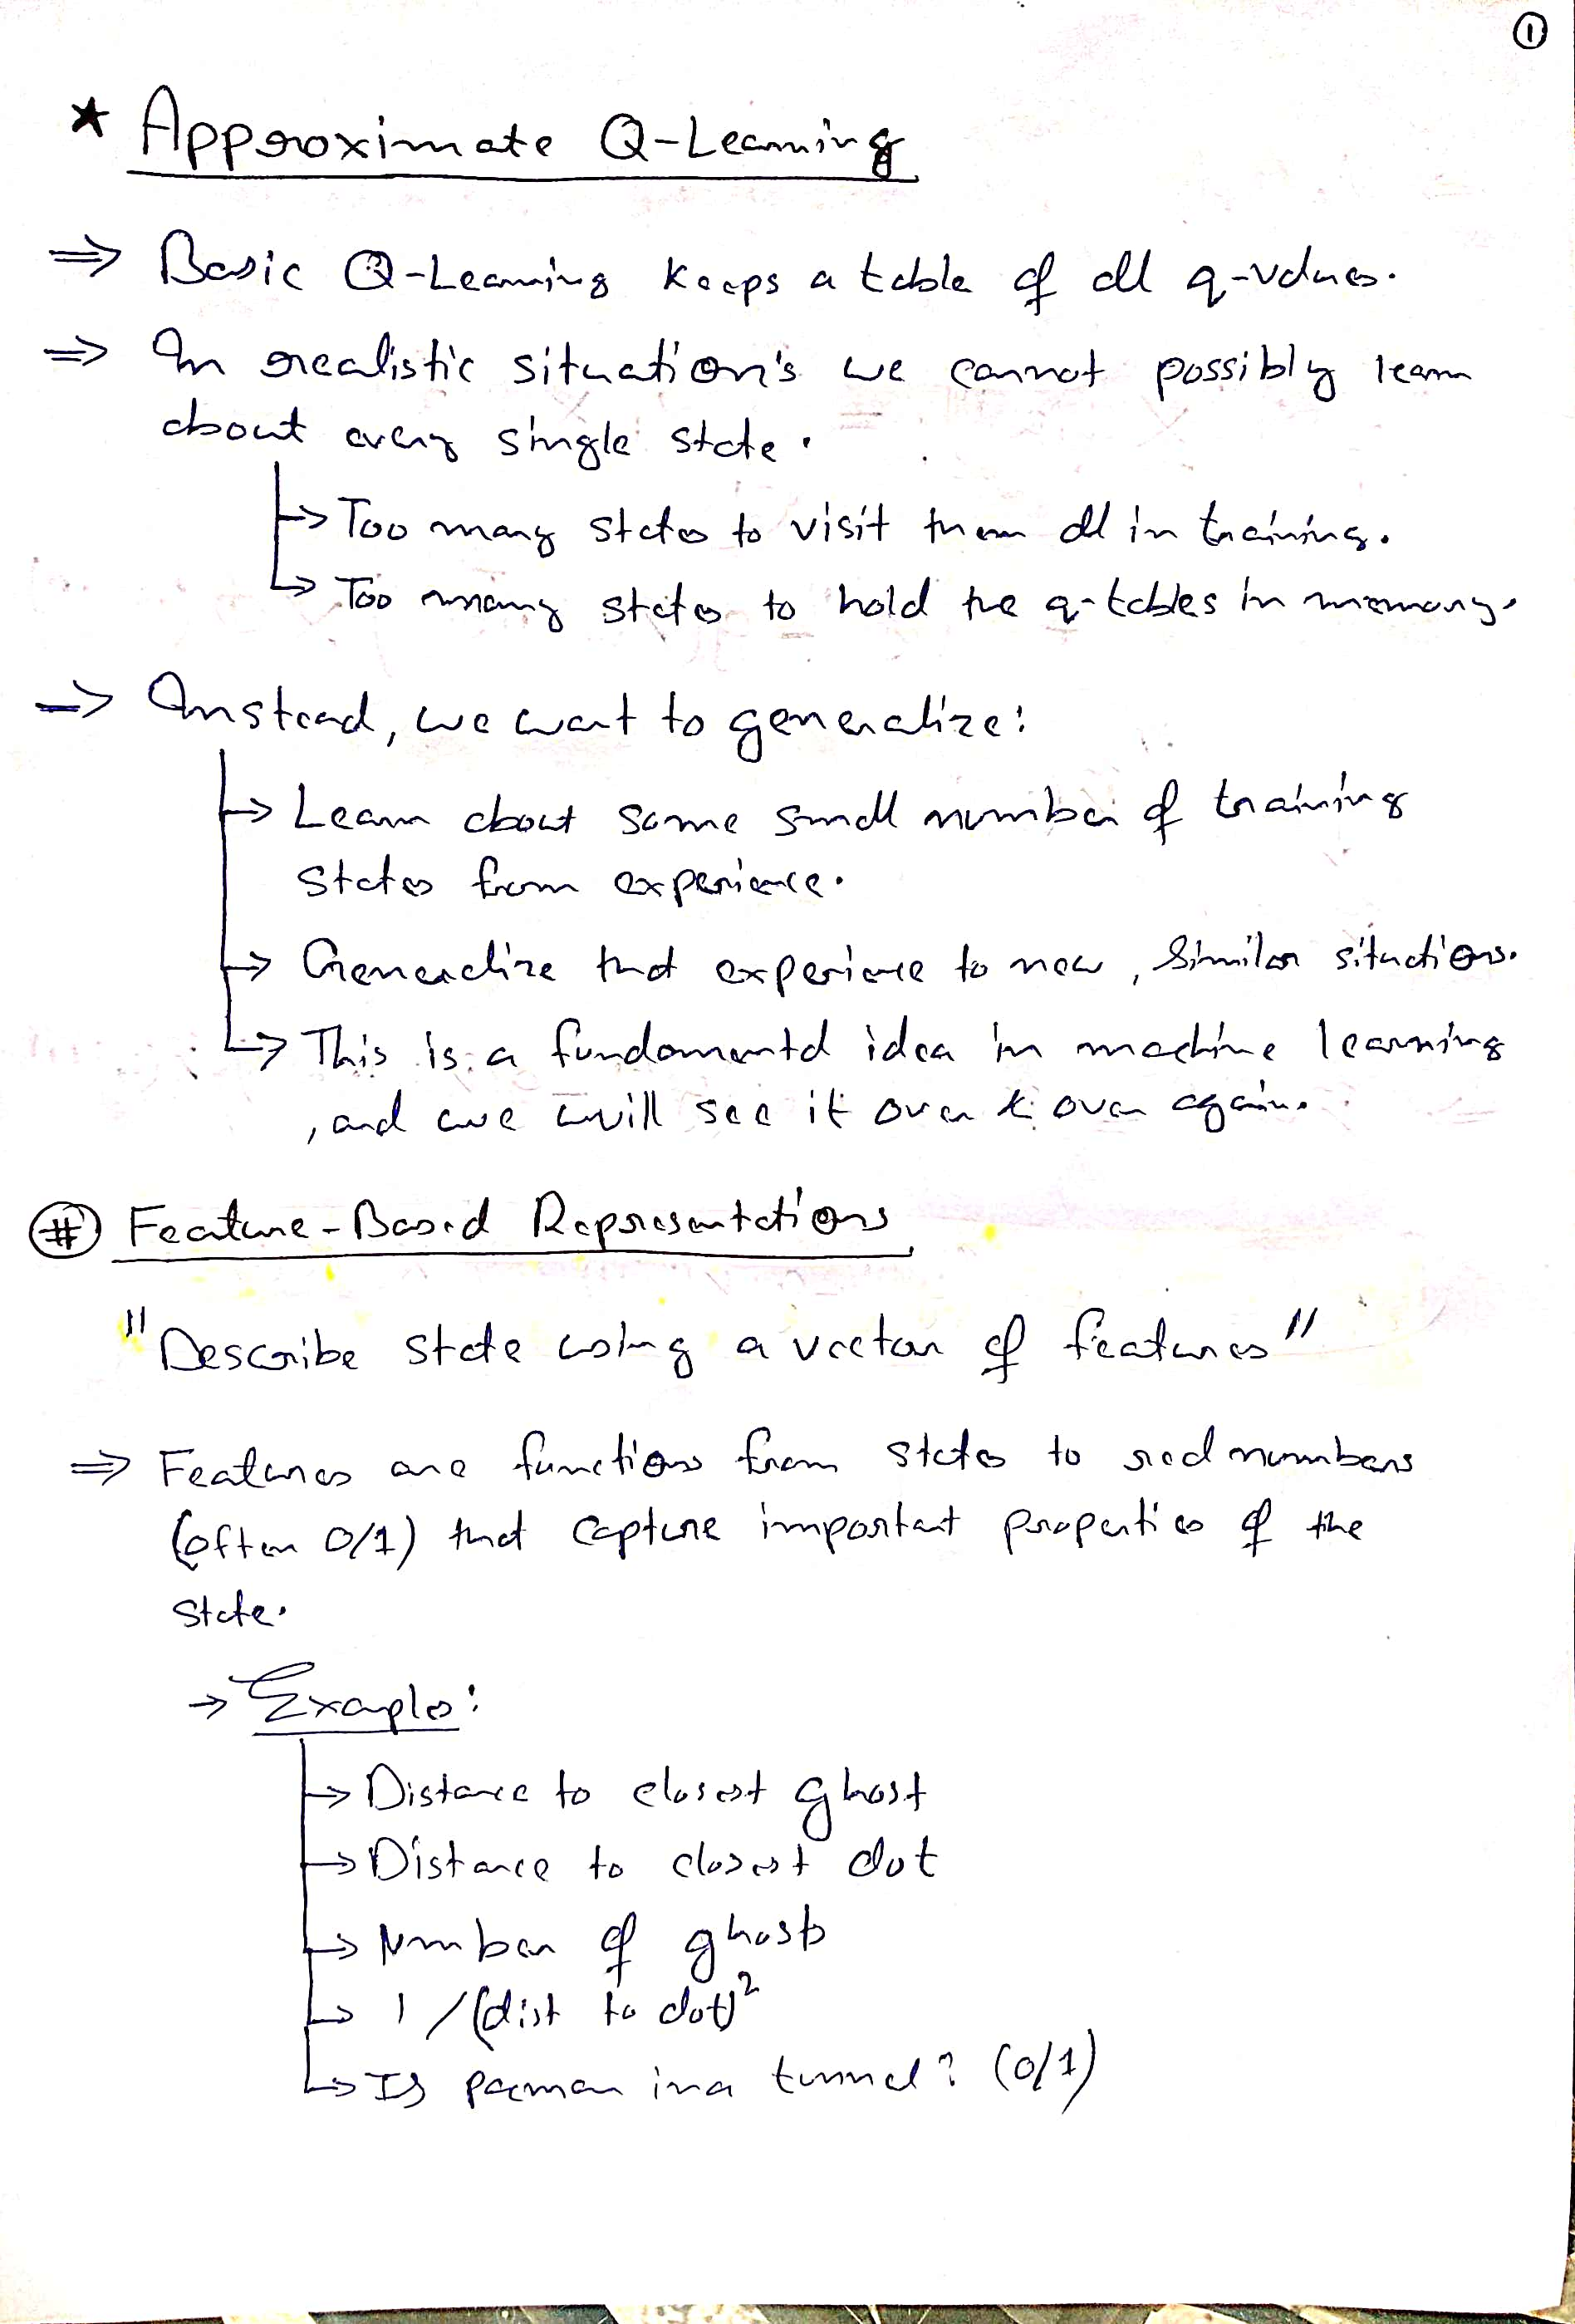 ①
* Approximate Q-Learning
⇒ Basic Q-Learning keeps a table of all q-values.
⇒ In realistic situation's we cannot possibly learn
about every single state.
↳ Too many states to visit them all in training.
↳ Too many states to hold the q-tables in memory.
⇒ Instead, we want to generalize:
↳ Learn about some small number of training
states from experience.
↳ Generalize that experience to new, similar situations.
↳ This is a fundamental idea in machine learning
, and we will see it over & over again.
# Feature-Based Representations
"Describe state using a vector of features"
⇒ Features are functions from states to real numbers
(often 0/1) that capture important properties of the
state.
→ Examples:
↳ Distance to closest ghost
↳ Distance to closest dot
↳ Number of ghosts
↳ 1/(dist to dot)²
↳ Is pacman in a tunnel? (0/1)